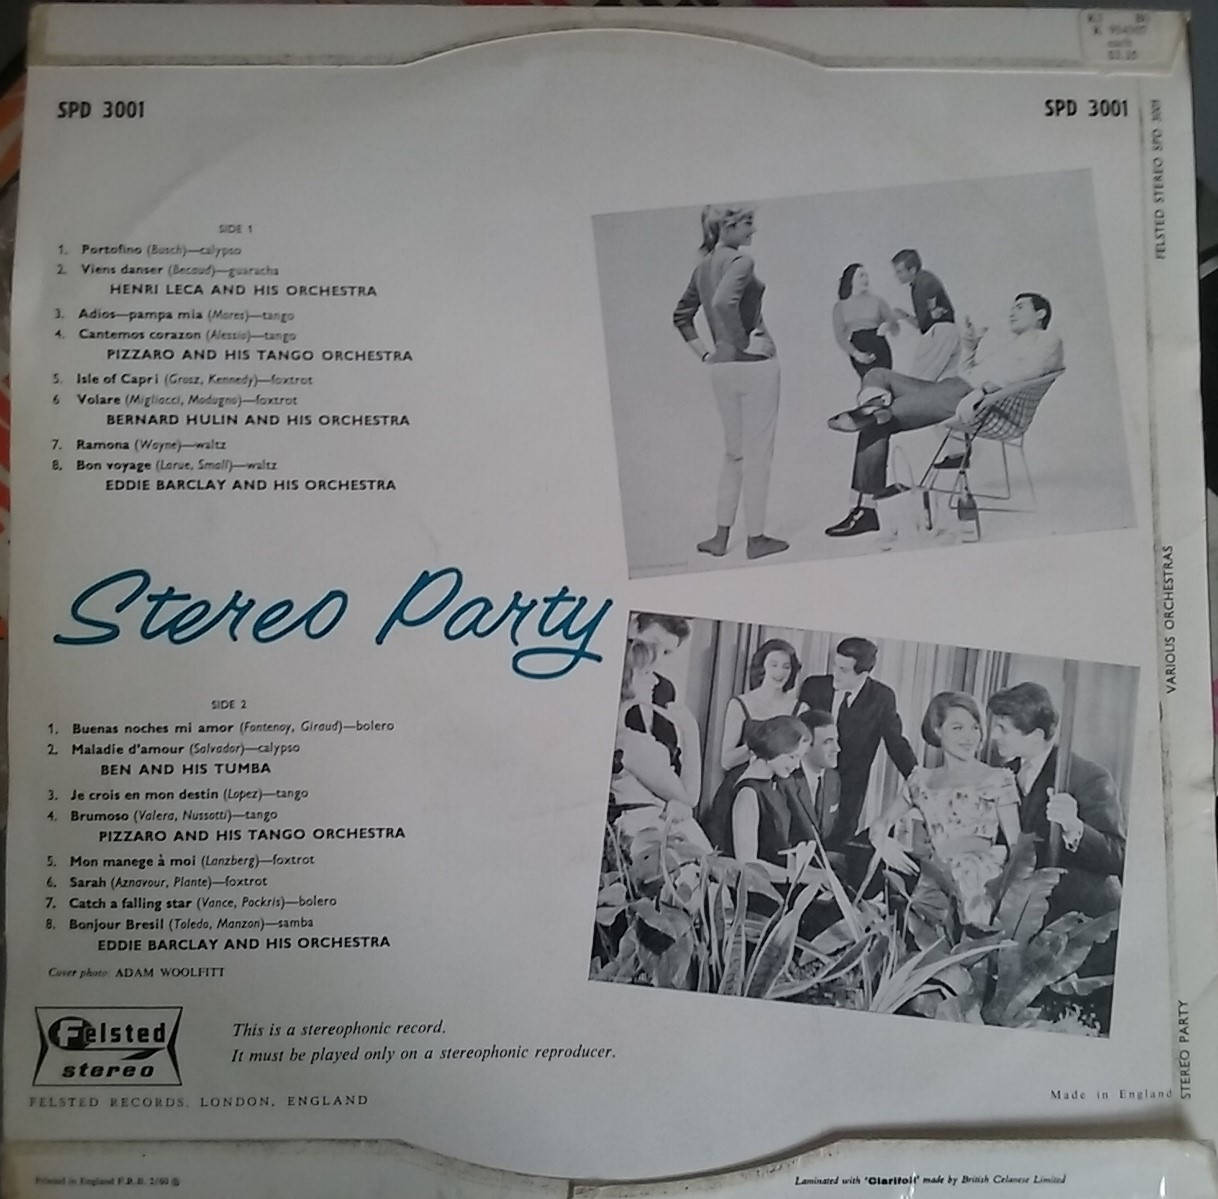 SPD 3001
SPD 3001
SIDE 1
1. Portofino (Busch)—calypso
2. Viens danser (Becaud)—guaracha
HENRI LECA AND HIS ORCHESTRA
3. Adios—pampa mia (Mores)—tango
4. Cantemos corazon (Alessio)—tango
PIZZARO AND HIS TANGO ORCHESTRA
5. Isle of Capri (Grosz, Kennedy)—foxtrot
6 Volare (Migliacci, Modugno)—foxtrot
BERNARD HULIN AND HIS ORCHESTRA
7. Ramona (Wayne)—waltz
8. Bon voyage (Larue, Small)—waltz
EDDIE BARCLAY AND HIS ORCHESTRA
Stereo Party
SIDE 2
1. Buenas noches mi amor (Fontenoy, Giraud)—bolero
2. Maladie d'amour (Salvador)—calypso
BEN AND HIS TUMBA
3. Je crois en mon destin (Lopez)—tango
4. Brumoso (Valera, Nussotti)—tango
PIZZARO AND HIS TANGO ORCHESTRA
5. Mon manege à moi (Lanzberg)—foxtrot
6. Sarah (Aznavour, Plante)—foxtrot
7. Catch a falling star (Vance, Pockris)—bolero
8. Bonjour Bresil (Toledo, Manzon)—samba
EDDIE BARCLAY AND HIS ORCHESTRA
Cover photo: ADAM WOOLFITT
Felsted
stereo
This is a stereophonic record.
It must be played only on a stereophonic reproducer.
FELSTED RECORDS, LONDON, ENGLAND
Made in England
FELSTED STEREO SPD 3001
VARIOUS ORCHESTRAS
STEREO PARTY
Printed in England
Laminated with 'Clarifoil' made by British Celanese Limited